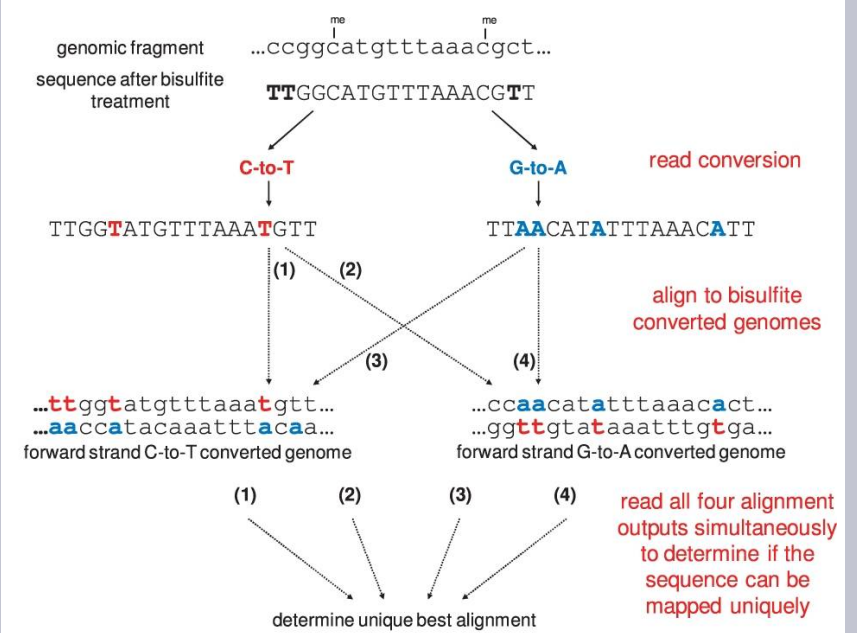 me me
genomic fragment ...ccggcatgtttaaacgct...
sequence after bisulfite
treatment
TTGGCATGTTTAAACGTT
C-to-T G-to-A read conversion
TTGGTATGTTTAAATGTT TTAACATATTTAAACATT
(1) (2)
align to bisulfite
converted genomes
(3) (4)
...ttggtatgtttaaatgtt... ...ccaacatatttaaacact...
...aaccatacaaatttacaa... ...ggttgtataaatttgtga...
forward strand C-to-T converted genome forward strand G-to-A converted genome
(1) (2) (3) (4)
read all four alignment
outputs simultaneously
to determine if the
sequence can be
mapped uniquely
determine unique best alignment